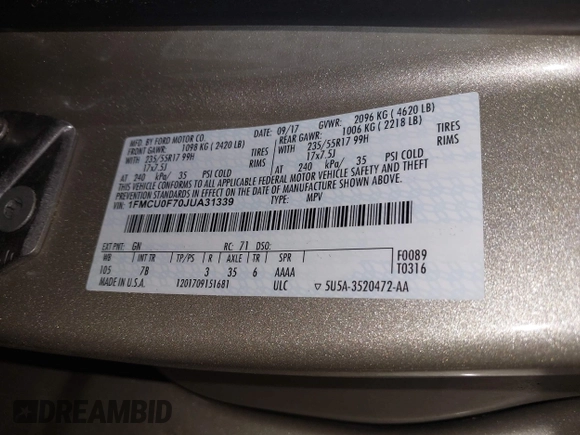 MFD. BY FORD MOTOR CO.
DATE: 09/17 GVWR: 2096 KG ( 4620 LB)
FRONT GAWR: 1098 KG ( 2420 LB) REAR GAWR: 1006 KG ( 2218 LB)
WITH 235/55R17 99H TIRES WITH 235/55R17 99H TIRES
17x7.5J RIMS 17x7.5J RIMS
AT 240 kPa/ 35 PSI COLD AT 240 kPa/ 35 PSI COLD
THIS VEHICLE CONFORMS TO ALL APPLICABLE FEDERAL MOTOR VEHICLE SAFETY AND THEFT
PREVENTION STANDARDS IN EFFECT ON THE DATE OF MANUFACTURE SHOWN ABOVE.
VIN: 1FMCU0F70JUA31339 TYPE: MPV
EXT PNT: GN RC: 71 DSO:
WB INT TR TP/PS R AXLE TR SPR
105 7B 3 35 6 AAAA
F0089
T0316
MADE IN U.S.A. 1201709151681 ULC ▽ 5U5A-3520472-AA
DREAMBID